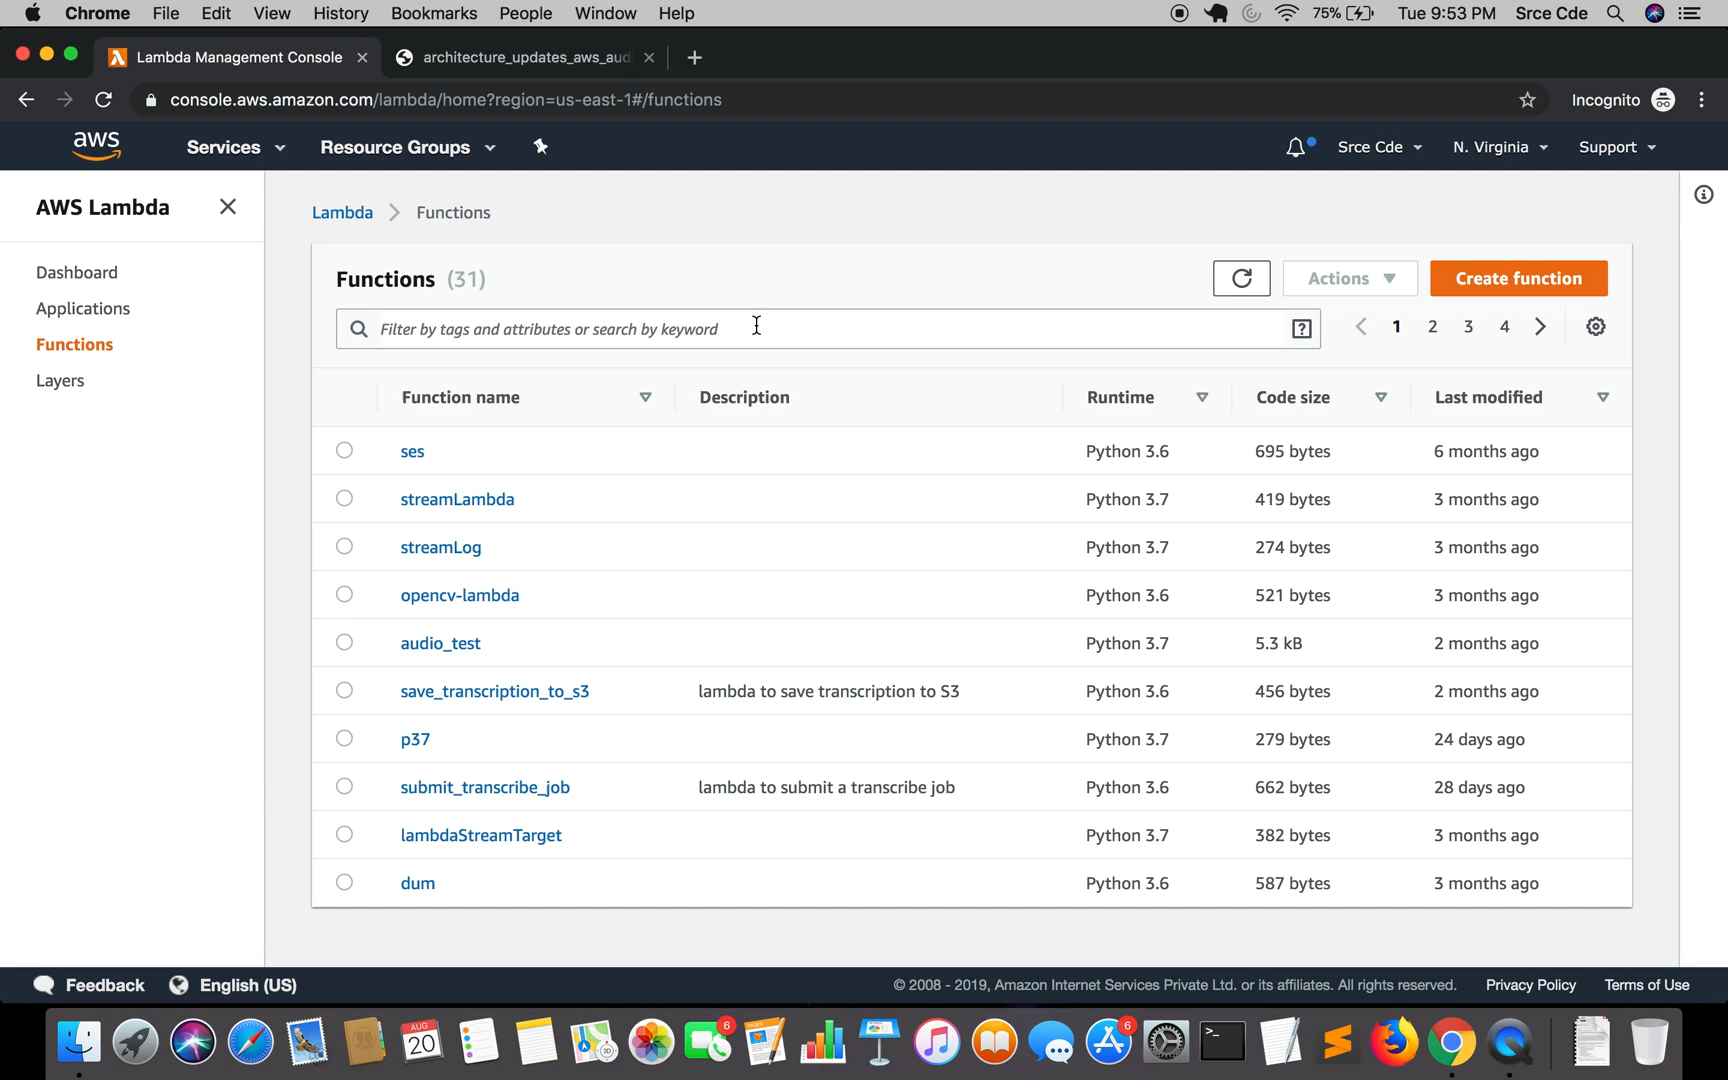 Chrome File Edit View History Bookmarks People Window Help 75% Tue 9:53 PM Srce Cde
Lambda Management Console architecture_updates_aws_aud
console.aws.amazon.com/lambda/home?region=us-east-1#/functions Incognito
aws Services Resource Groups Srce Cde N. Virginia Support
AWS Lambda
Dashboard
Applications
Functions
Layers
Lambda > Functions
Functions (31) Actions Create function
Filter by tags and attributes or search by keyword ? 1 2 3 4
Function name Description Runtime Code size Last modified
ses Python 3.6 695 bytes 6 months ago
streamLambda Python 3.7 419 bytes 3 months ago
streamLog Python 3.7 274 bytes 3 months ago
opencv-lambda Python 3.6 521 bytes 3 months ago
audio_test Python 3.7 5.3 kB 2 months ago
save_transcription_to_s3 lambda to save transcription to S3 Python 3.6 456 bytes 2 months ago
p37 Python 3.7 279 bytes 24 days ago
submit_transcribe_job lambda to submit a transcribe job Python 3.6 662 bytes 28 days ago
lambdaStreamTarget Python 3.7 382 bytes 3 months ago
dum Python 3.6 587 bytes 3 months ago
Feedback English (US) © 2008 - 2019, Amazon Internet Services Private Ltd. or its affiliates. All rights reserved. Privacy Policy Terms of Use
AUG
20
3D
6
PAGES
6
>_